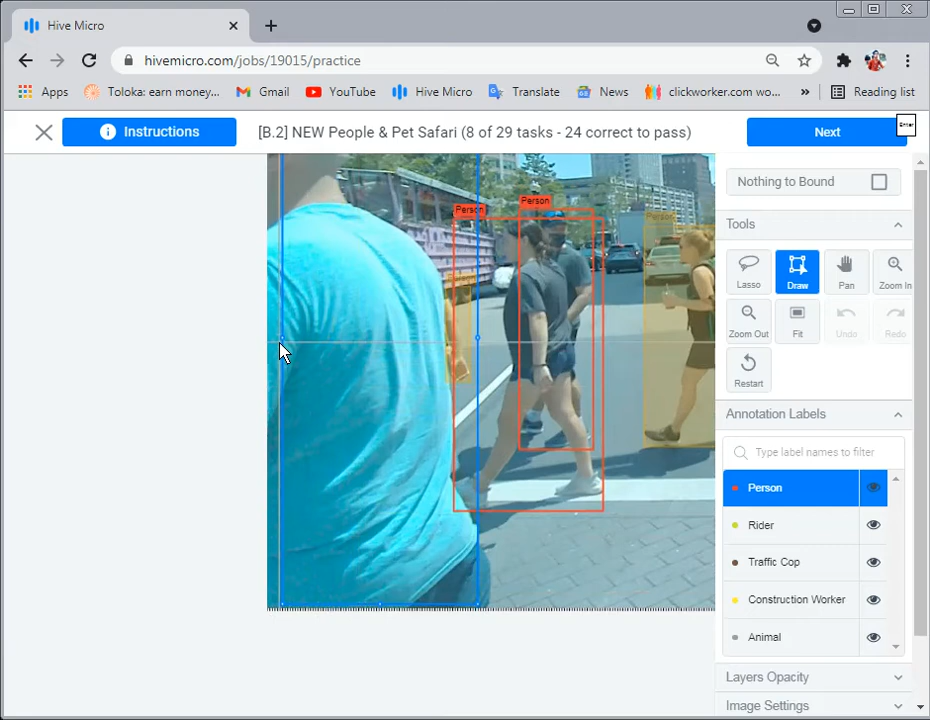 Hive Micro
hivemicro.com/jobs/19015/practice
Apps
Toloka: earn money...
Gmail
YouTube
Hive Micro
Translate
News
clickworker.com wo...
»
Reading list
Instructions
[B.2] NEW People & Pet Safari (8 of 29 tasks - 24 correct to pass)
Next
Enter
Nothing to Bound
Tools
Lasso
Draw
Pan
Zoom In
Zoom Out
Fit
Undo
Redo
Restart
Annotation Labels
Type label names to filter
Person
Rider
Traffic Cop
Construction Worker
Animal
Layers Opacity
Image Settings
Person
Person
Person
Person